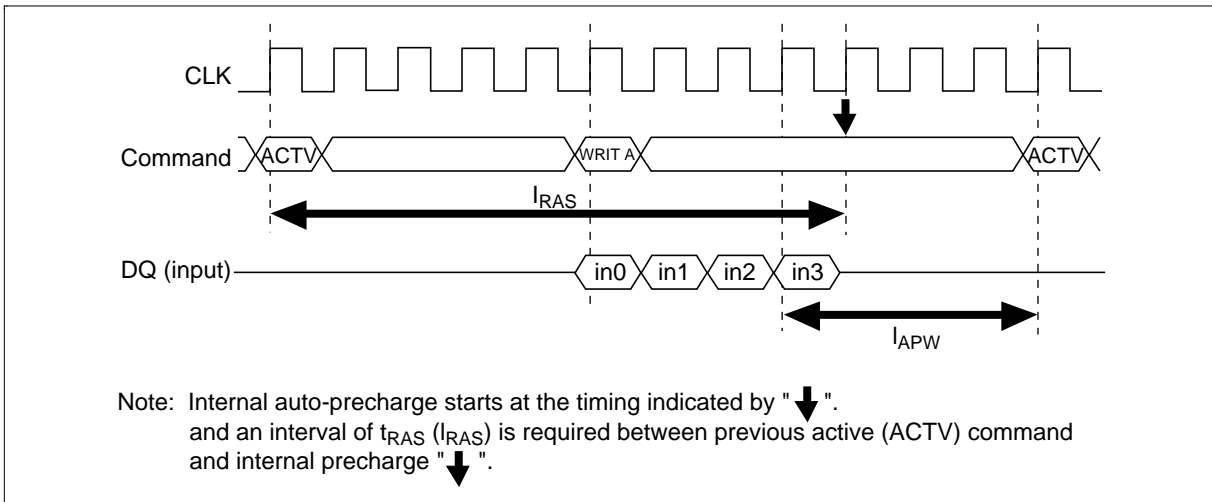 CLK
Command
ACTV
WRIT A
ACTV
lRAS
DQ (input)
in0 in1 in2 in3
lAPW
Note: Internal auto-precharge starts at the timing indicated by " ".
and an interval of tRAS (lRAS) is required between previous active (ACTV) command
and internal precharge " ".